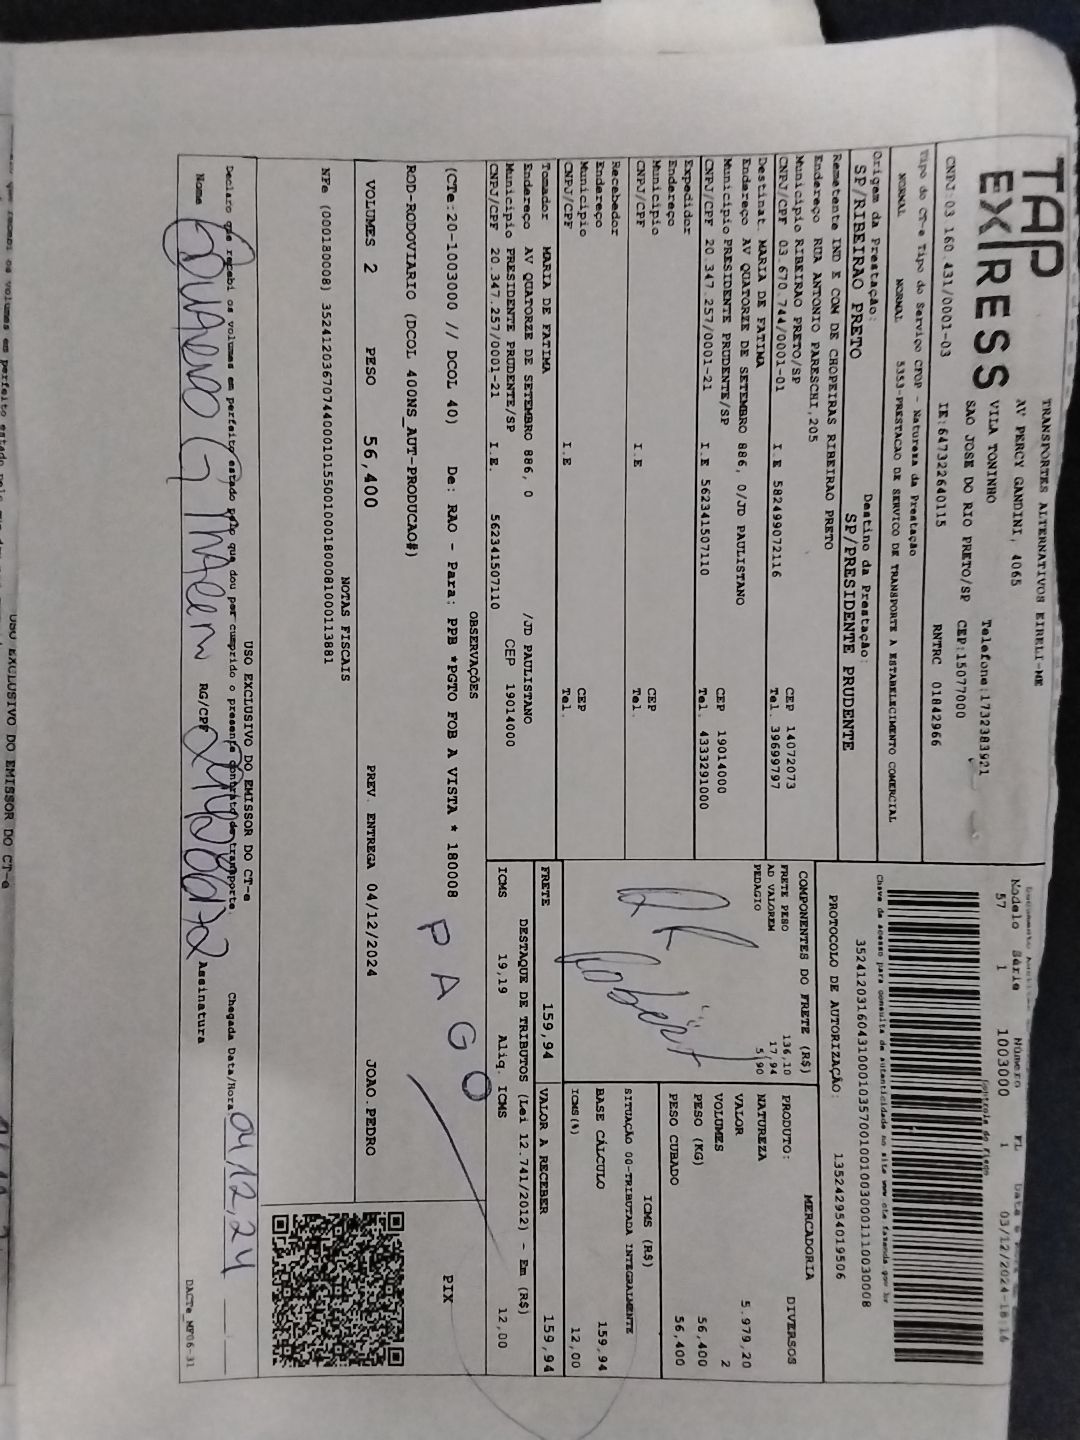 TAP
EXPRESS
TRANSPORTES ALTERNATIVOS EIRELI-ME
AV PERCY GANDINI, 4065
VILA TONINHO Telefone:1732383921
SAO JOSE DO RIO PRETO/SP CEP:15077000
CNPJ:03 160 431/0001-03 IE:647322640115 RNTRC 01842966
Tipo do CT-e Tipo do Serviço CFOP - Natureza da Prestação
NORMAL NORMAL 5353-PRESTACAO DE SERVICO DE TRANSPORTE A ESTABELECIMENTO COMERCIAL
Origem da Prestação: Destino da Prestação:
SP/RIBEIRAO PRETO SP/PRESIDENTE PRUDENTE
Remetente IND E COM DE CHOPEIRAS RIBEIRAO PRETO
Endereço RUA ANTONIO PARESCHI,205
Município RIBEIRAO PRETO/SP CEP 14072073
CNPJ/CPF 03.670.744/0001-01 I.E 582499072116 Tel. 39699797
Destinat. MARIA DE FATIMA
Endereço AV QUATORZE DE SETEMBRO 886, 0/JD PAULISTANO
Município PRESIDENTE PRUDENTE/SP CEP 19014000
CNPJ/CPF 20.347.257/0001-21 I.E 562341507110 Tel. 4333291000
Expedidor
Endereço
Município CEP
CNPJ/CPF I.E Tel.
Recebedor
Endereço
Município CEP
CNPJ/CPF I.E Tel.
Tomador MARIA DE FATIMA
Endereço AV QUATORZE DE SETEMBRO 886, 0 /JD PAULISTANO
Município PRESIDENTE PRUDENTE/SP CEP 19014000
CNPJ/CPF 20.347.257/0001-21 I.E. 562341507110
Modelo Série Número FL
57 1 1003000 1 03/12/2024-18:16
Controle do Fisco
Chave de acesso para consulta de autenticidade no site www cte fazenda gov br
35241203160431000103570010010030001110030008
PROTOCOLO DE AUTORIZAÇÃO: 135242954019506
COMPONENTES DO FRETE (R$)
FRETE PESO 136,10
AD VALOREM 17,94
PEDAGIO 5,90
MERCADORIA
PRODUTO: DIVERSOS
NATUREZA
VALOR 5.979,20
VOLUMES 2
PESO (KG) 56,400
PESO CUBADO 56,400
ICMS (R$)
SITUAÇÃO 00-TRIBUTADA INTEGRALMENTE
BASE CÁLCULO 159,94
ICMS(%) 12,00
FRETE 159,94 VALOR A RECEBER 159,94
DESTAQUE DE TRIBUTOS (Lei 12.741/2012) - Em (R$)
ICMS 19,19 Aliq. ICMS 12,00
OBSERVAÇÕES
(CTe:20-1003000 // DCOL 40) De: RAO - Para: PPB *PGTO FOB A VISTA * 180008
PAGO
PIX
ROD-RODOVIARIO (DCOL 400NS_AUT-PRODUCAO#)
VOLUMES 2 PESO 56,400 PREV. ENTREGA 04/12/2024 JOAO.PEDRO
NOTAS FISCAIS
NFe (000180008) 35241203670744000101550010001800081000113881
USO EXCLUSIVO DO EMISSOR DO CT-e
Declaro que recebi os volumes em perfeito estado pelo que dou por cumprido o presente contrato de transporte. Chegada Data/Hora 04/12,24
Nome RG/CPF Assinatura
DACTe_MF06-31
USO EXCLUSIVO DO EMISSOR DO CT-e